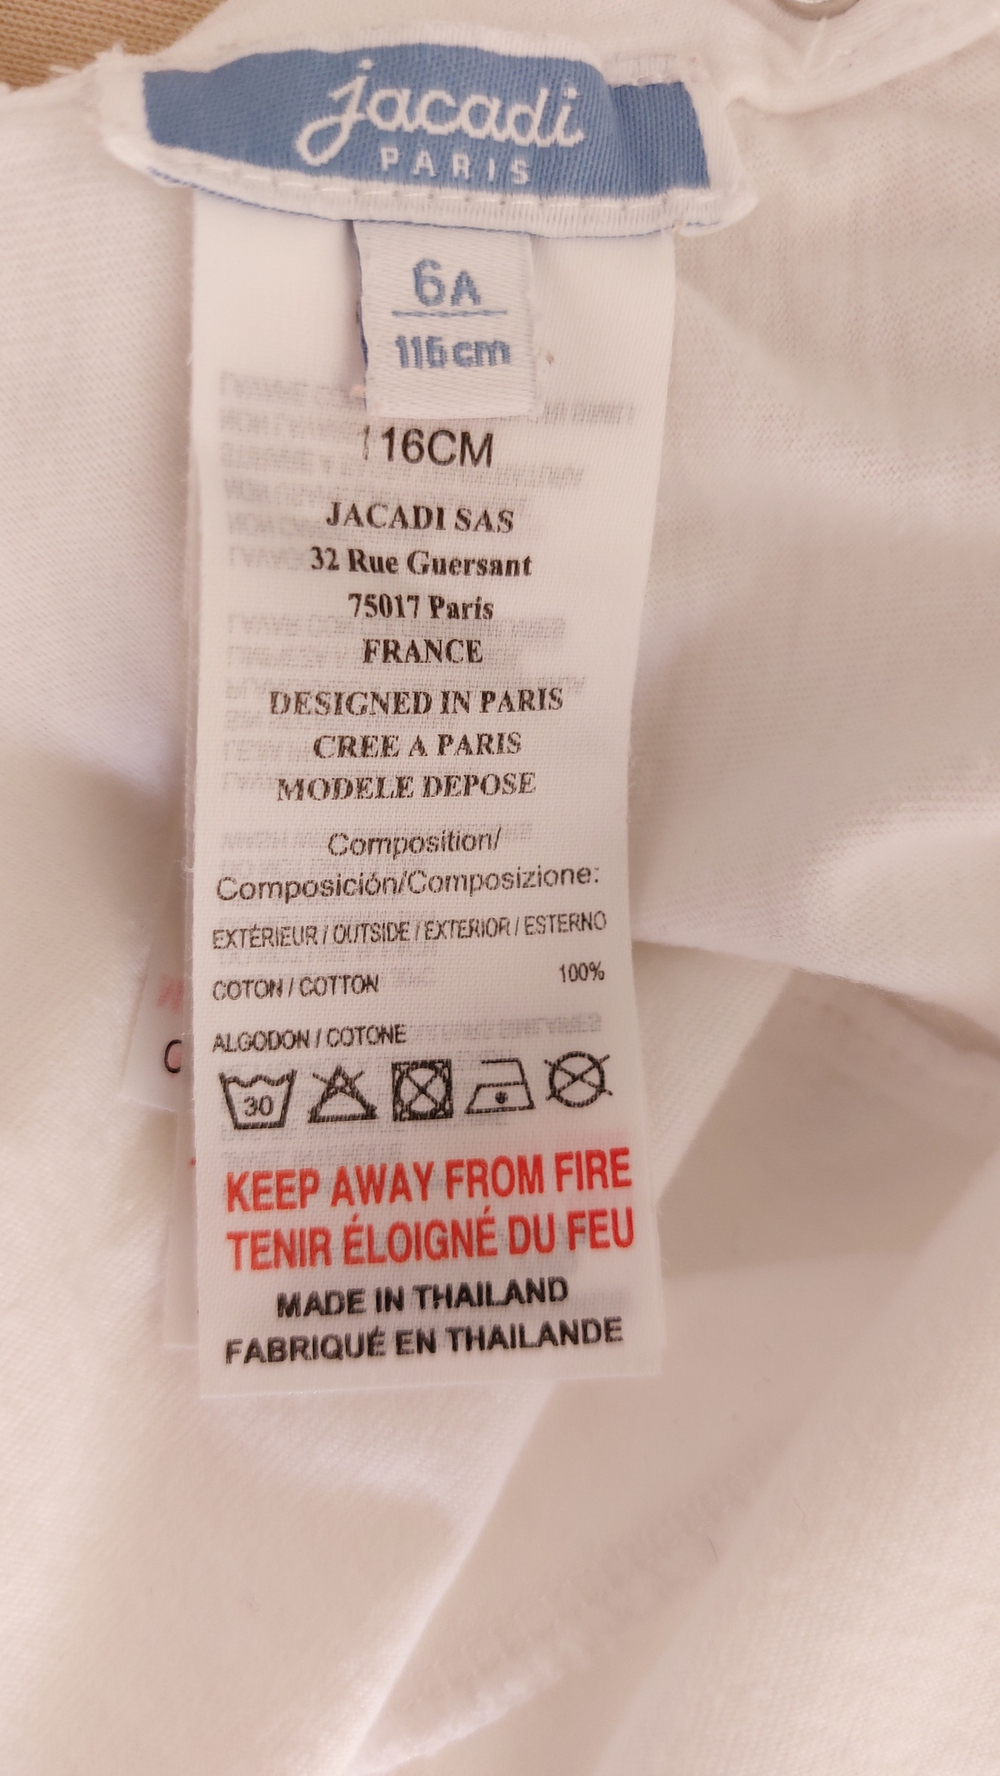 jacadi
PARIS
6A
116cm
116CM
JACADI SAS
32 Rue Guersant
75017 Paris
FRANCE
DESIGNED IN PARIS
CREE A PARIS
MODELE DEPOSE
Composition/
Composición/Composizione:
EXTÉRIEUR / OUTSIDE / EXTERIOR / ESTERNO
COTON / COTTON 100%
ALGODON / COTONE
30
KEEP AWAY FROM FIRE
TENIR ÉLOIGNÉ DU FEU
MADE IN THAILAND
FABRIQUÉ EN THAILANDE